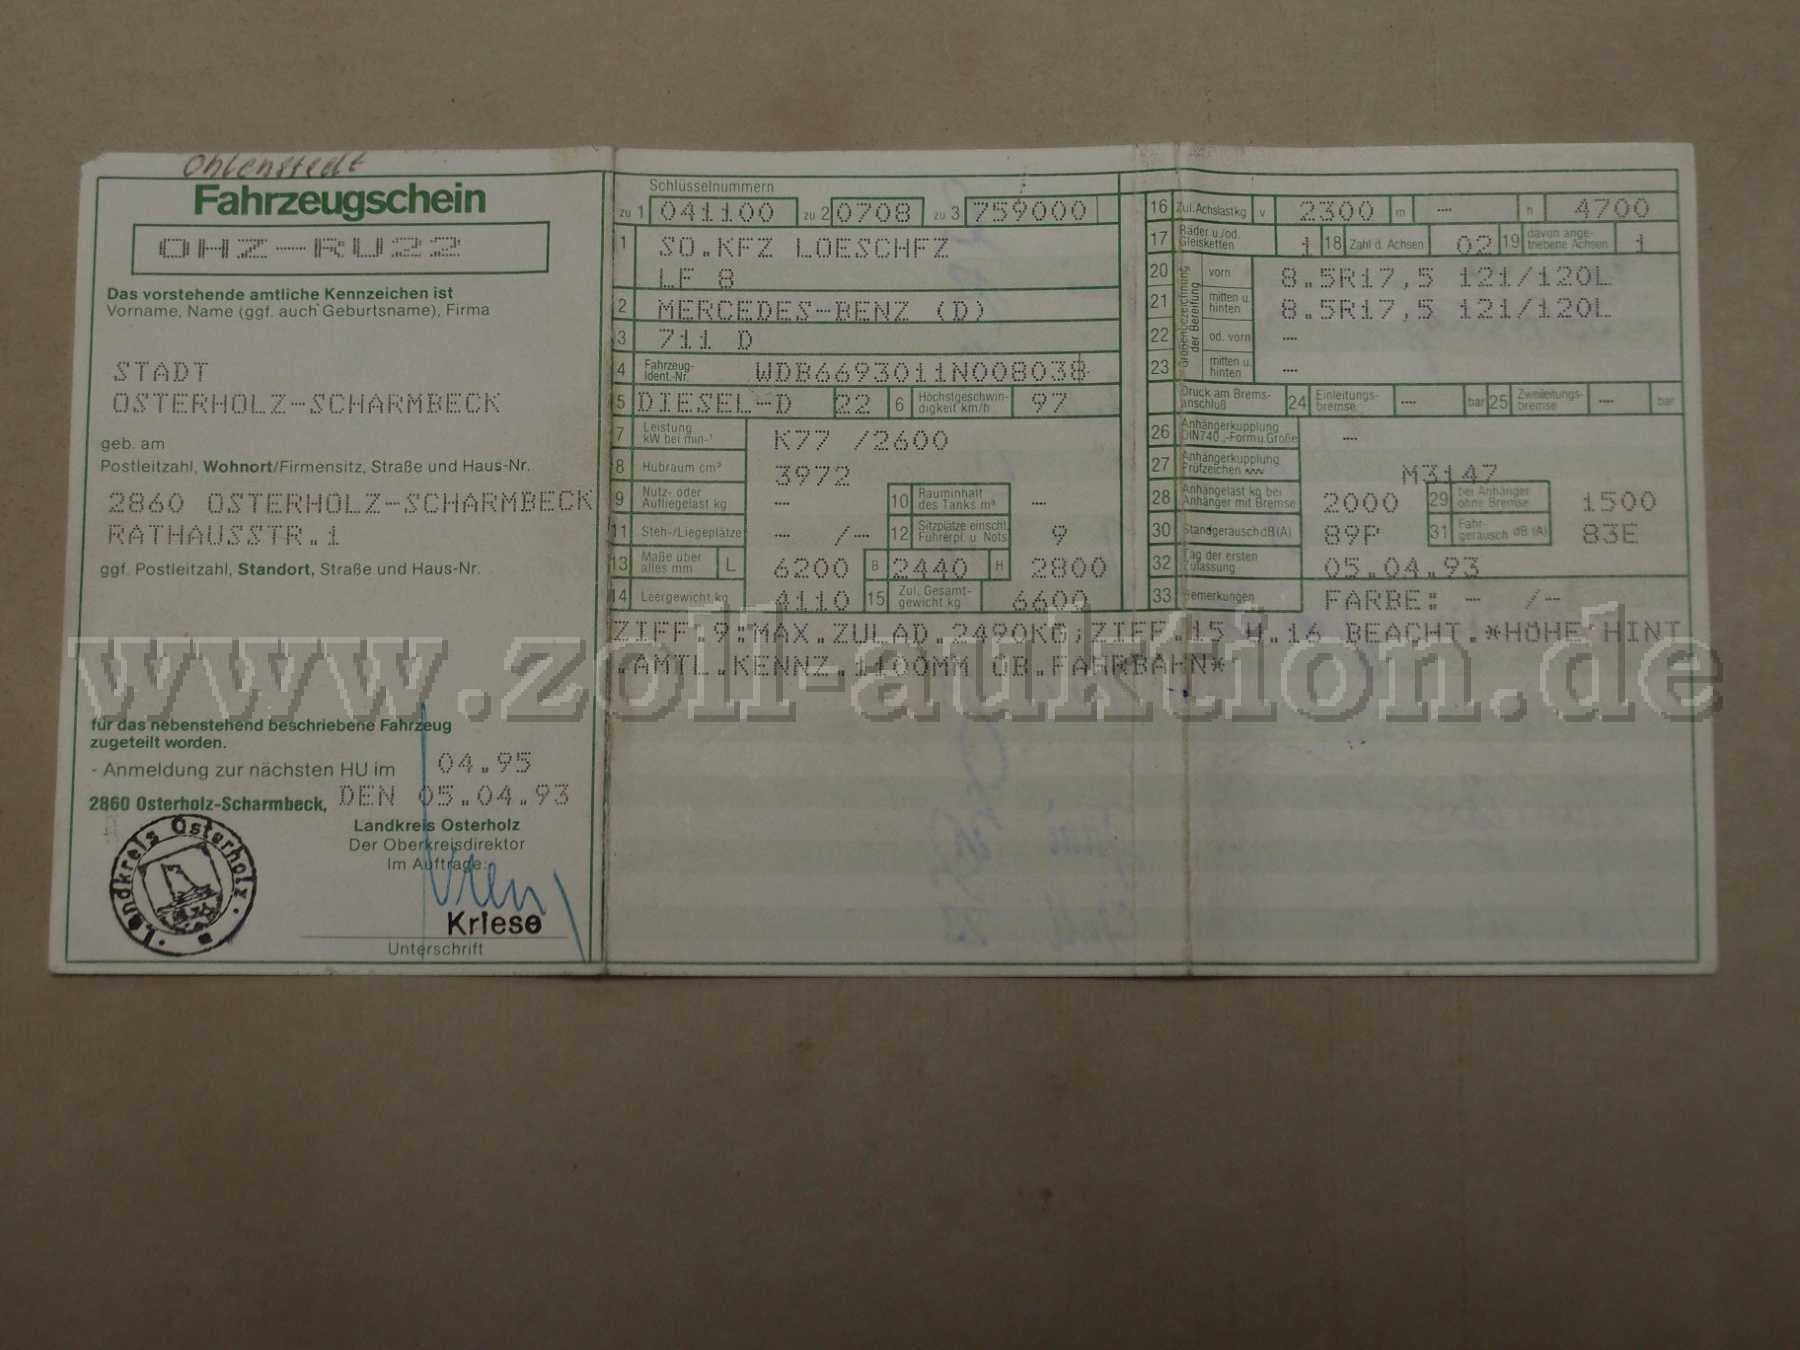 Ohlenstedt
Fahrzeugschein
OHZ-RU22
Das vorstehende amtliche Kennzeichen ist
Vorname, Name (ggf. auch Geburtsname), Firma
STADT
OSTERHOLZ-SCHARMBECK
geb. am
Postleitzahl, Wohnort/Firmensitz, Straße und Haus-Nr.
2860 OSTERHOLZ-SCHARMBECK
RATHAUSSTR.1
ggf. Postleitzahl, Standort, Straße und Haus-Nr.
für das nebenstehend beschriebene Fahrzeug
zugeteilt worden.
- Anmeldung zur nächsten HU im 04.95
2860 Osterholz-Scharmbeck, DEN 05.04.93
Landkreis Osterholz
Der Oberkreisdirektor
Im Auftrage:
Kriese
Unterschrift
Landkreis Osterholz
Schlüsselnummern
zu 1 041100 zu 2 0708 zu 3 759000
1 SO.KFZ LOESCHFZ
LF 8
2 MERCEDES-BENZ (D)
3 711 D
4 Fahrzeug-Ident.-Nr. WDB6693011N008038
5 DIESEL-D 22 6 Höchstgeschwindigkeit km/h 97
7 Leistung kW bei min-¹ K77 /2600
8 Hubraum cm³ 3972
9 Nutz- oder Aufliegelast kg -- 10 Rauminhalt des Tanks m³ --
11 Steh-/Liegeplätze -- /-- 12 Sitzplätze einschl. Führerpl. u. Nots. 9
13 Maße über alles mm L 6200 B 2440 H 2800
14 Leergewicht kg 4110 15 Zul. Gesamtgewicht kg 6600
16 Zul. Achslast kg v 2300 m -- h 4700
17 Räder u./od. Gleisketten 1 18 Zahl d. Achsen 02 19 davon angetriebene Achsen 1
Größenbezeichnung der Bereifung
20 vorn 8.5R17,5 121/120L
21 mitten u. hinten 8.5R17,5 121/120L
22 od. vorn --
23 mitten u. hinten --
Druck am Bremsanschluß 24 Einleitungsbremse -- bar 25 Zweileitungsbremse -- bar
26 Anhängerkupplung DIN 740..-Form u. Größe --
27 Anhängerkupplung Prüfzeichen M3147
28 Anhängelast kg bei Anhänger mit Bremse 2000 29 bei Anhänger ohne Bremse 1500
30 Standgeräusch dB (A) 89P 31 Fahrgeräusch dB (A) 83E
32 Tag der ersten Zulassung 05.04.93
33 Bemerkungen FARBE: - /-
ZIFF.9:MAX.ZULAD.2490KG;ZIFF.15 U.16 BEACHT.*HÖHE HINT
.AMTL.KENNZ.1100MM ÜB.FAHRBAHN*
www.zoll-auktion.de